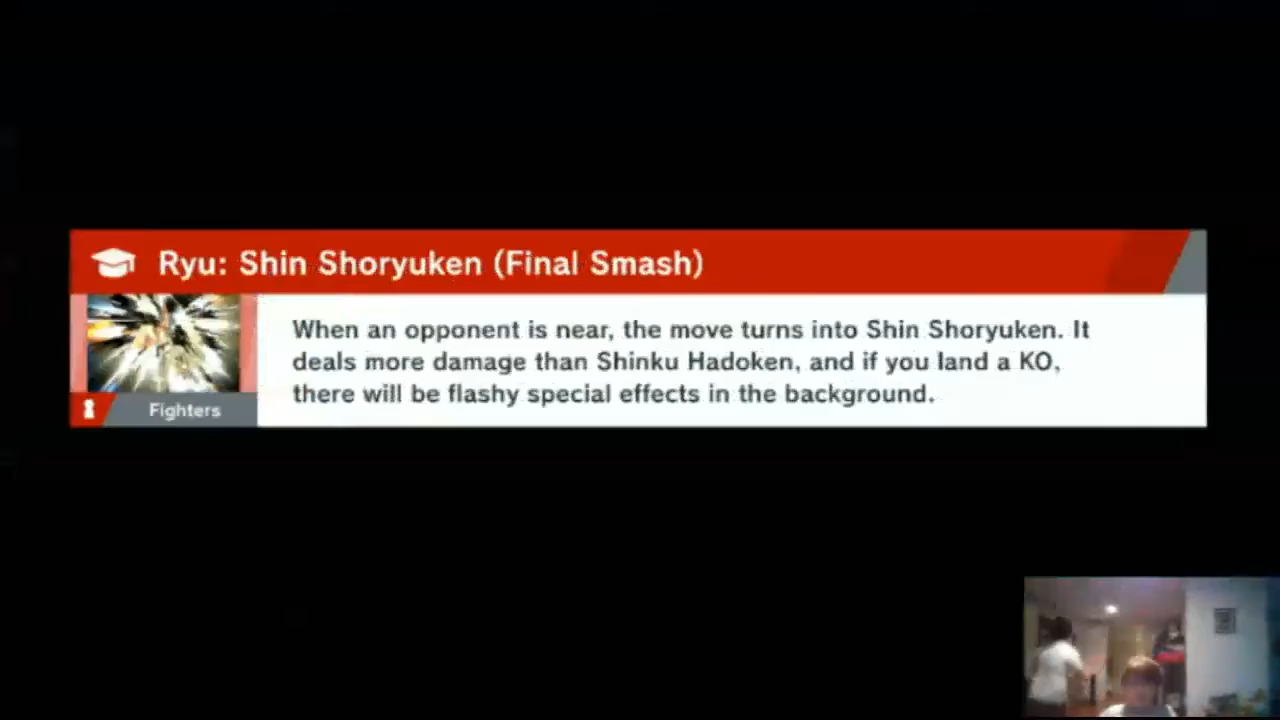 Ryu: Shin Shoryuken (Final Smash)
When an opponent is near, the move turns into Shin Shoryuken. It
deals more damage than Shinku Hadoken, and if you land a KO,
there will be flashy special effects in the background.
Fighters